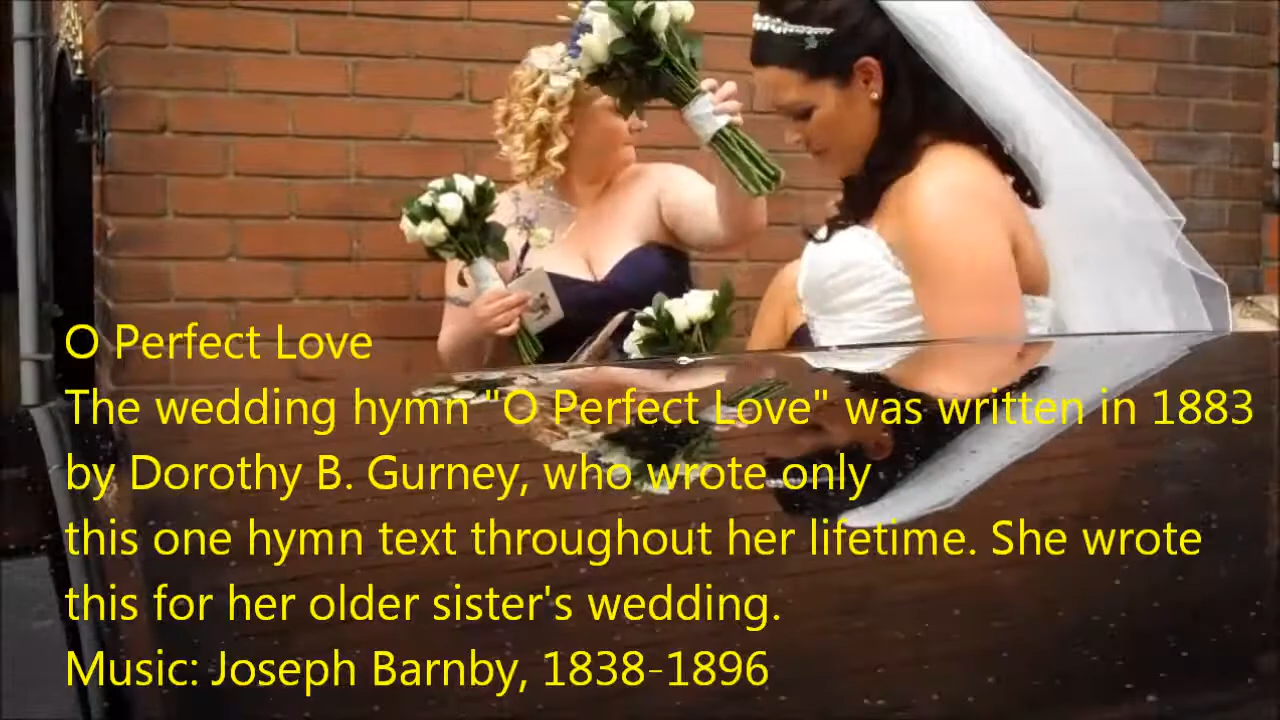 O Perfect Love
The wedding hymn "O Perfect Love" was written in 1883
by Dorothy B. Gurney, who wrote only
this one hymn text throughout her lifetime. She wrote
this for her older sister's wedding.
Music: Joseph Barnby, 1838-1896